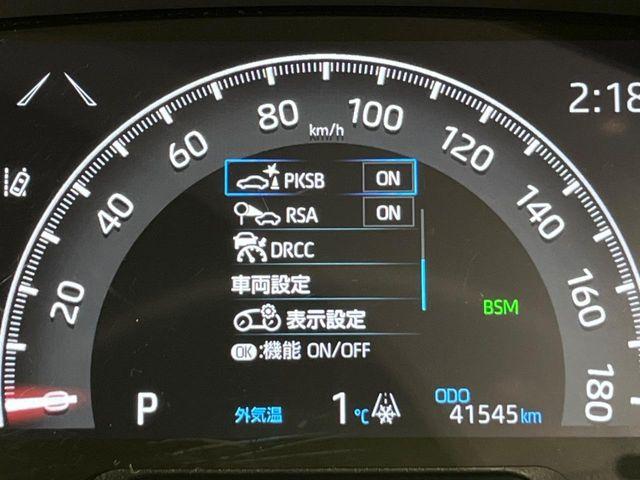 2:18
80
100
km/h
60
120
PKSB ON
40
RSA ON
140
DRCC
20
車両設定
160
BSM
表示設定
OK:機能 ON/OFF
0
P
外気温
1℃
ODO
41545km
180